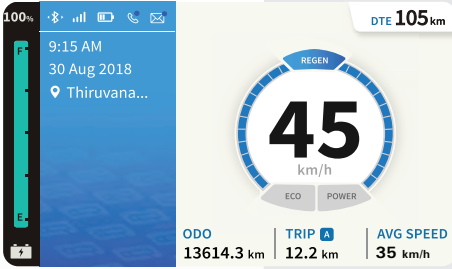 100%
F
E
9:15 AM
30 Aug 2018
Thiruvana...
DTE 105 km
REGEN
45
km/h
ECO
POWER
ODO
13614.3 km
TRIP A
12.2 km
AVG SPEED
35 km/h